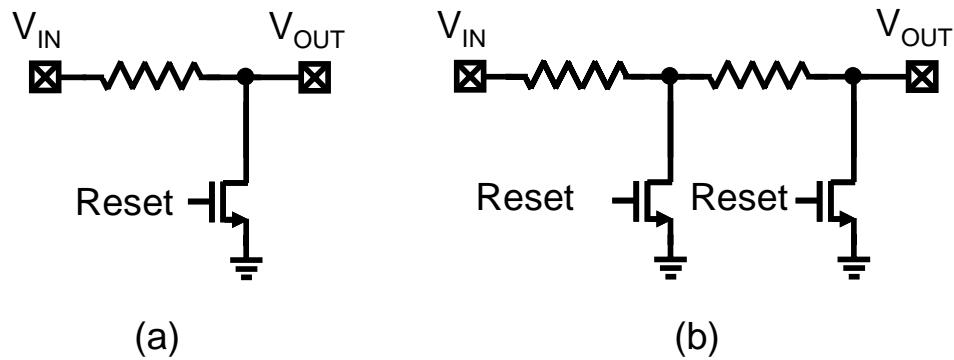 V_IN
V_OUT
V_IN
V_OUT
Reset
Reset
Reset
(a)
(b)